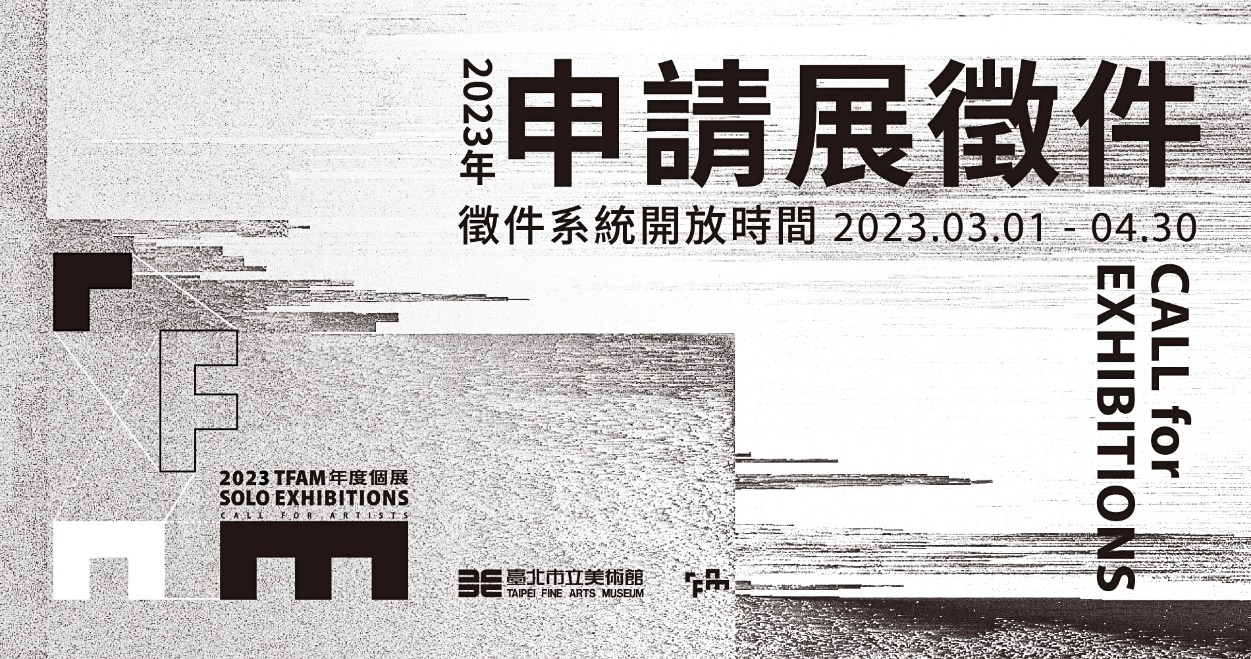 2023年
申請展徵件
徵件系統開放時間 2023.03.01 - 04.30
CALL for
EXHIBITIONS
F
2023 TFAM 年度個展
SOLO EXHIBITIONS
CALL FOR ARTISTS
臺北市立美術館
TAIPEI FINE ARTS MUSEUM